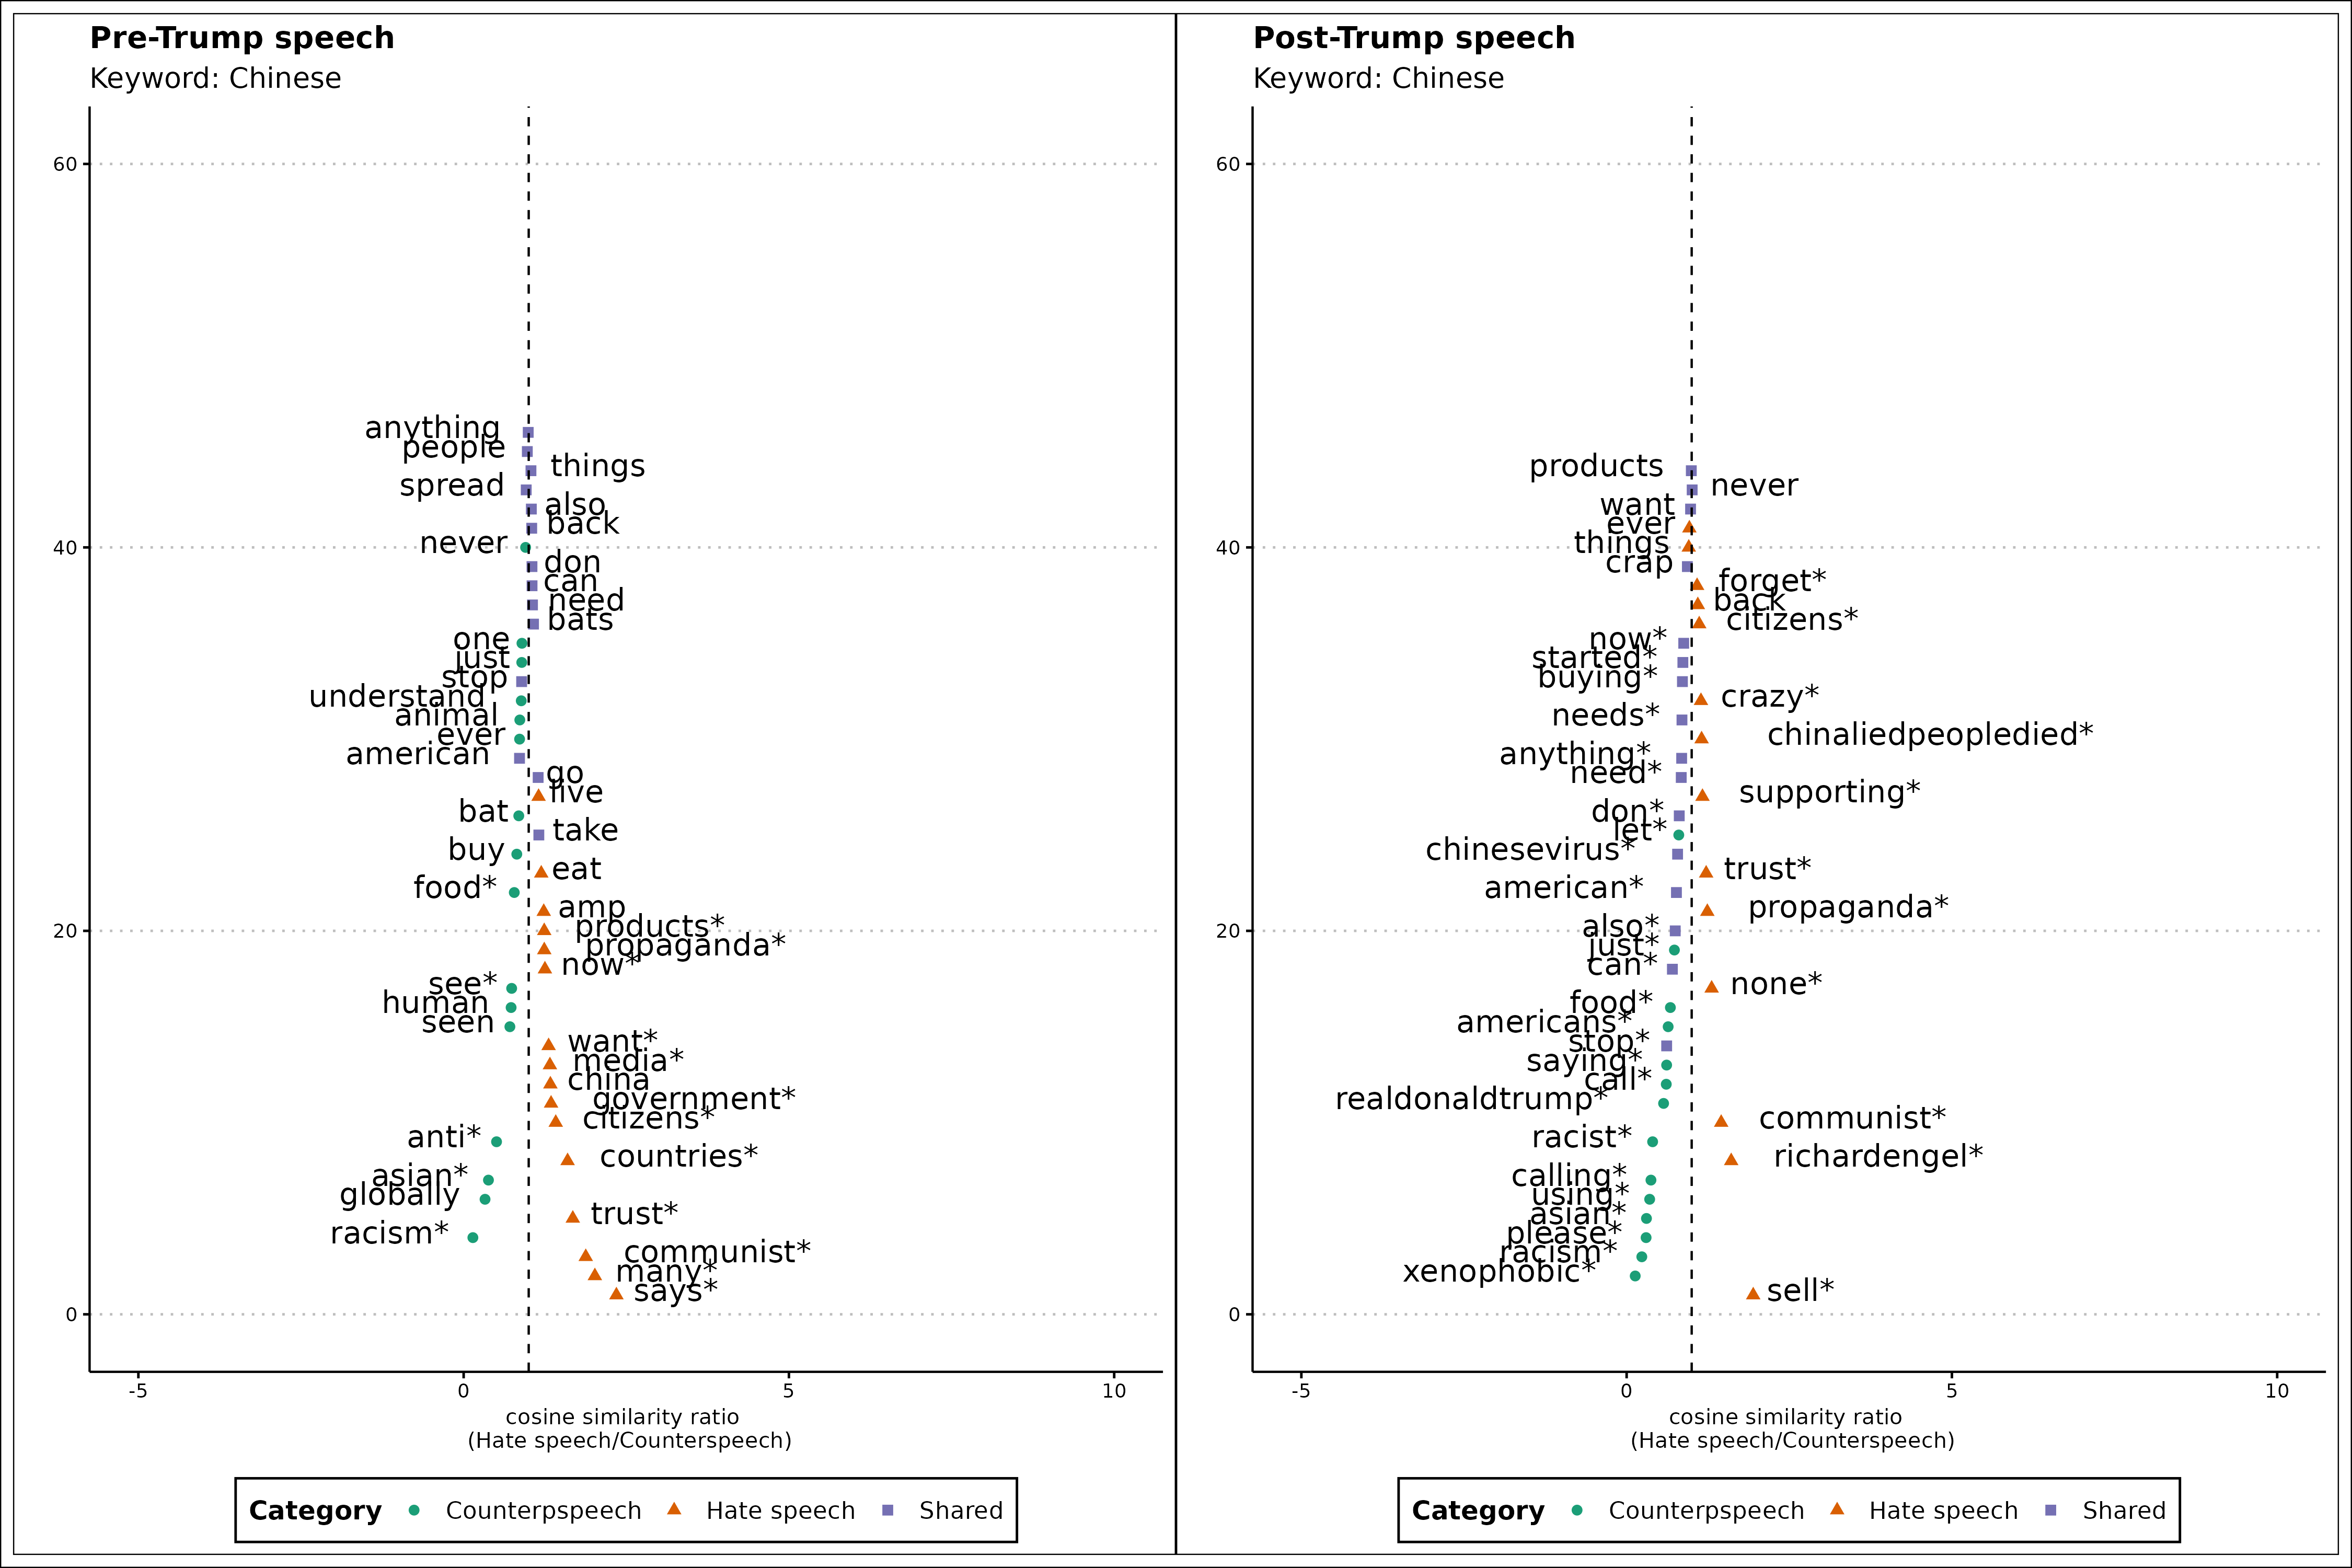 Pre-Trump speech
Keyword: Chinese
60
40
20
0
anything
people
things
spread
also
back
never
don
can
need
bats
one
just
stop
understand
animal
ever
american
go
live
bat
take
buy
eat
food*
amp
products*
propaganda*
now*
see*
human
seen
want*
media*
china
government*
citizens*
anti*
countries*
asian*
globally
trust*
racism*
communist*
many*
says*
-5
0
5
10
cosine similarity ratio
(Hate speech/Counterspeech)
Category Counterpspeech Hate speech Shared
Post-Trump speech
Keyword: Chinese
60
40
20
0
products
never
want
ever
things
crap
forget*
back
citizens*
now*
started*
buying*
crazy*
needs*
chinaliedpeopledied*
anything*
need*
supporting*
don*
let*
chinesevirus*
trust*
american*
propaganda*
also*
just*
can*
none*
food*
americans*
stop*
saying*
call*
realdonaldtrump*
communist*
racist*
richardengel*
calling*
using*
asian*
please*
racism*
xenophobic*
sell*
-5
0
5
10
cosine similarity ratio
(Hate speech/Counterspeech)
Category Counterpspeech Hate speech Shared